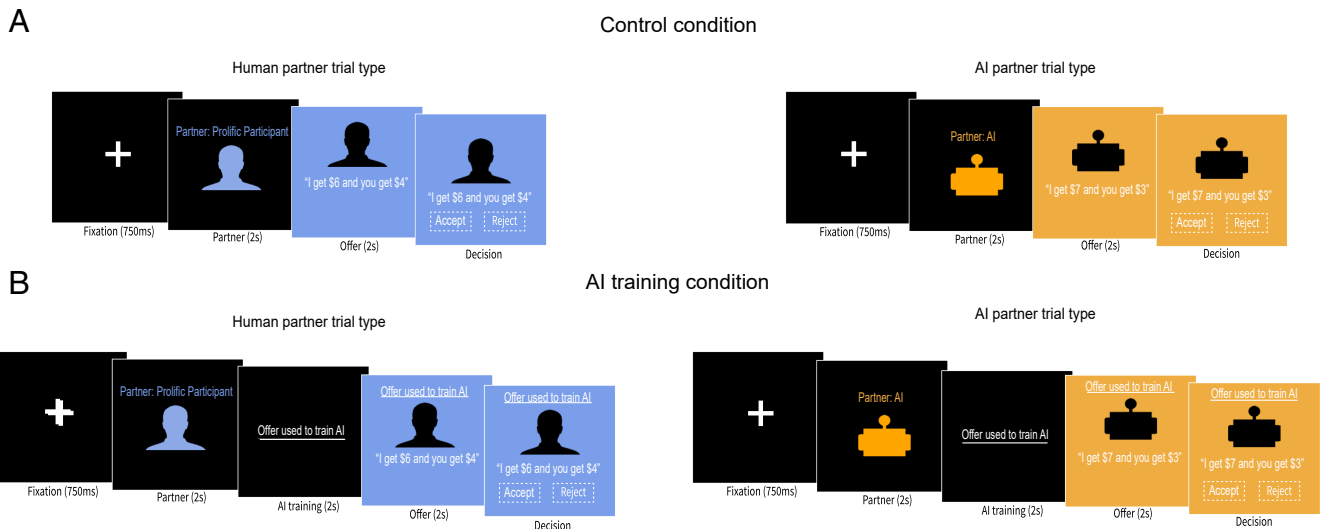 A
Control condition
Human partner trial type
Partner: Prolific Participant
"I get $6 and you get $4"
"I get $6 and you get $4"
Accept
Reject
Fixation (750ms)
Partner (2s)
Offer (2s)
Decision
AI partner trial type
Partner: AI
"I get $7 and you get $3"
"I get $7 and you get $3"
Accept
Reject
Fixation (750ms)
Partner (2s)
Offer (2s)
Decision
B
AI training condition
Human partner trial type
Partner: Prolific Participant
Offer used to train AI
Offer used to train AI
"I get $6 and you get $4"
Offer used to train AI
"I get $6 and you get $4"
Accept
Reject
Fixation (750ms)
Partner (2s)
AI training (2s)
Offer (2s)
Decision
AI partner trial type
Partner: AI
Offer used to train AI
Offer used to train AI
"I get $7 and you get $3"
Offer used to train AI
"I get $7 and you get $3"
Accept
Reject
Fixation (750ms)
Partner (2s)
AI training (2s)
Offer (2s)
Decision